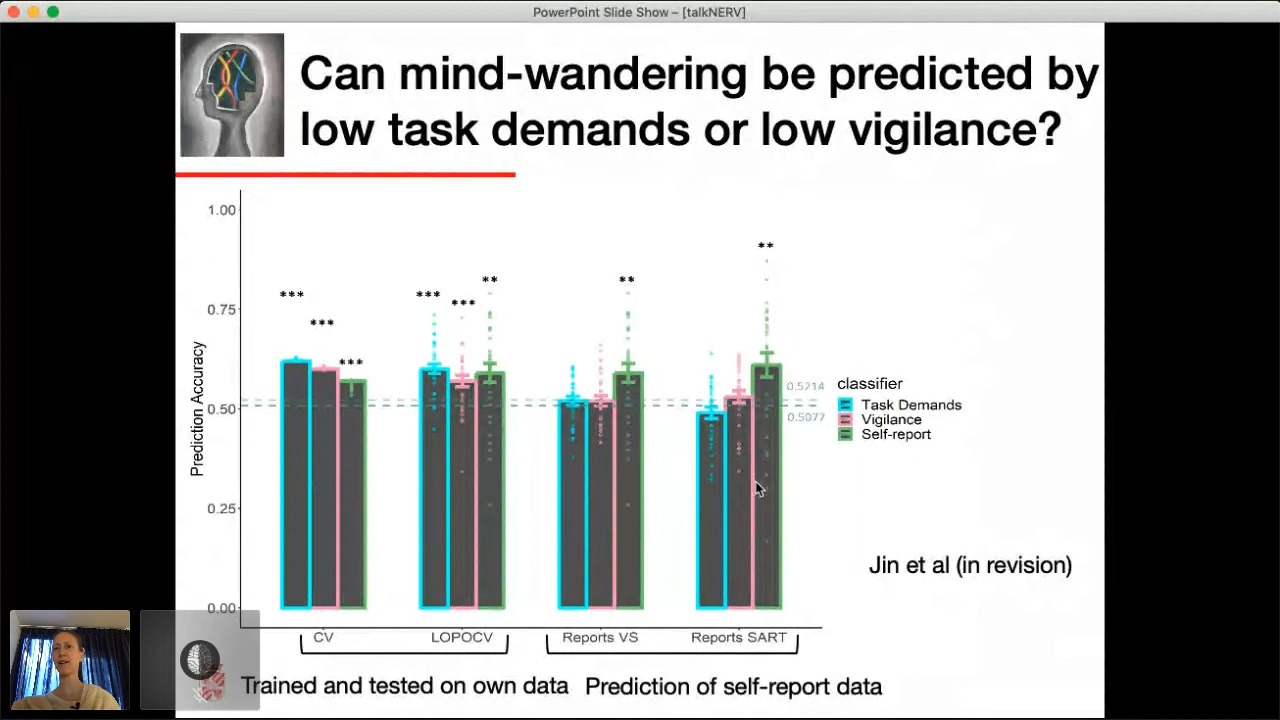 PowerPoint Slide Show – [talkNERV]
Can mind-wandering be predicted by
low task demands or low vigilance?
1.00
0.75
0.50
0.25
0.00
Prediction Accuracy
***
***
***
***
***
**
**
**
0.5214
0.5077
classifier
Task Demands
Vigilance
Self-report
Jin et al (in revision)
CV
LOPOCV
Reports VS
Reports SART
Trained and tested on own data
Prediction of self-report data